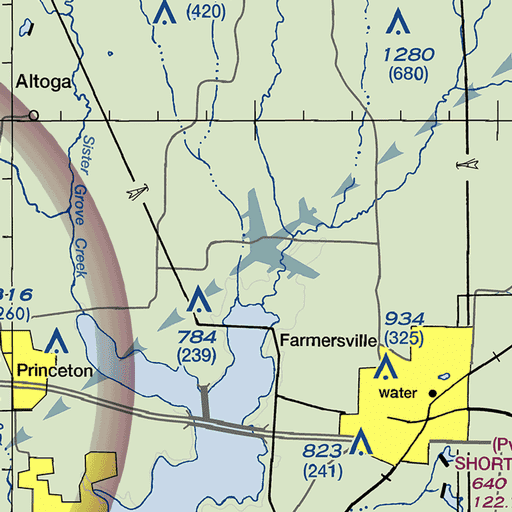 (420)
1280
(680)
Altoga
Sister Grove Creek
316
260)
784
(239)
Farmersville
934
(325)
Princeton
water
823
(241)
(Pv
SHORT
640
122.